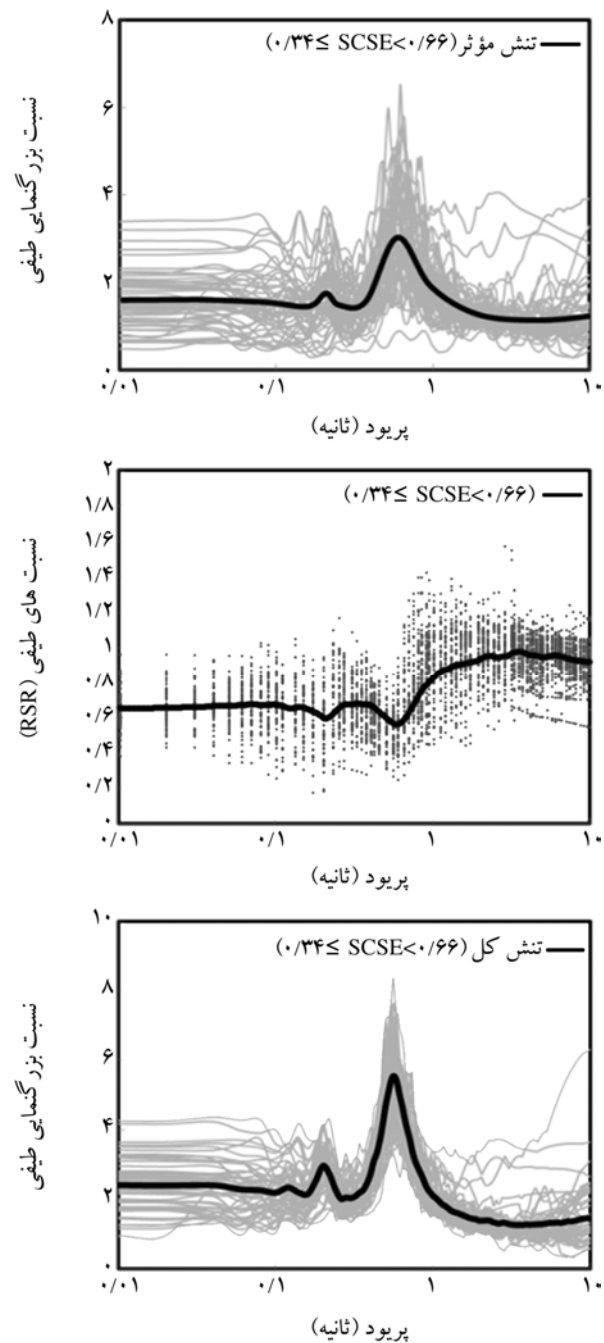 تنش مؤثر (۰/۳۴≤ SCSE<۰/۶۶)
نسبت بزرگنمایی طیفی
۸
۶
۴
۲
۰
۰/۰۱ ۰/۱ ۱ ۱۰
پریود (ثانیه)
(۰/۳۴≤ SCSE<۰/۶۶)
نسبت های طیفی (RSR)
۲
۱/۸
۱/۶
۱/۴
۱/۲
۱
۰/۸
۰/۶
۰/۴
۰/۲
۰
۰/۰۱ ۰/۱ ۱ ۱۰
پریود (ثانیه)
تنش کل (۰/۳۴≤ SCSE<۰/۶۶)
نسبت بزرگنمایی طیفی
۱۰
۸
۶
۴
۲
۰
۰/۰۱ ۰/۱ ۱ ۱۰
پریود (ثانیه)